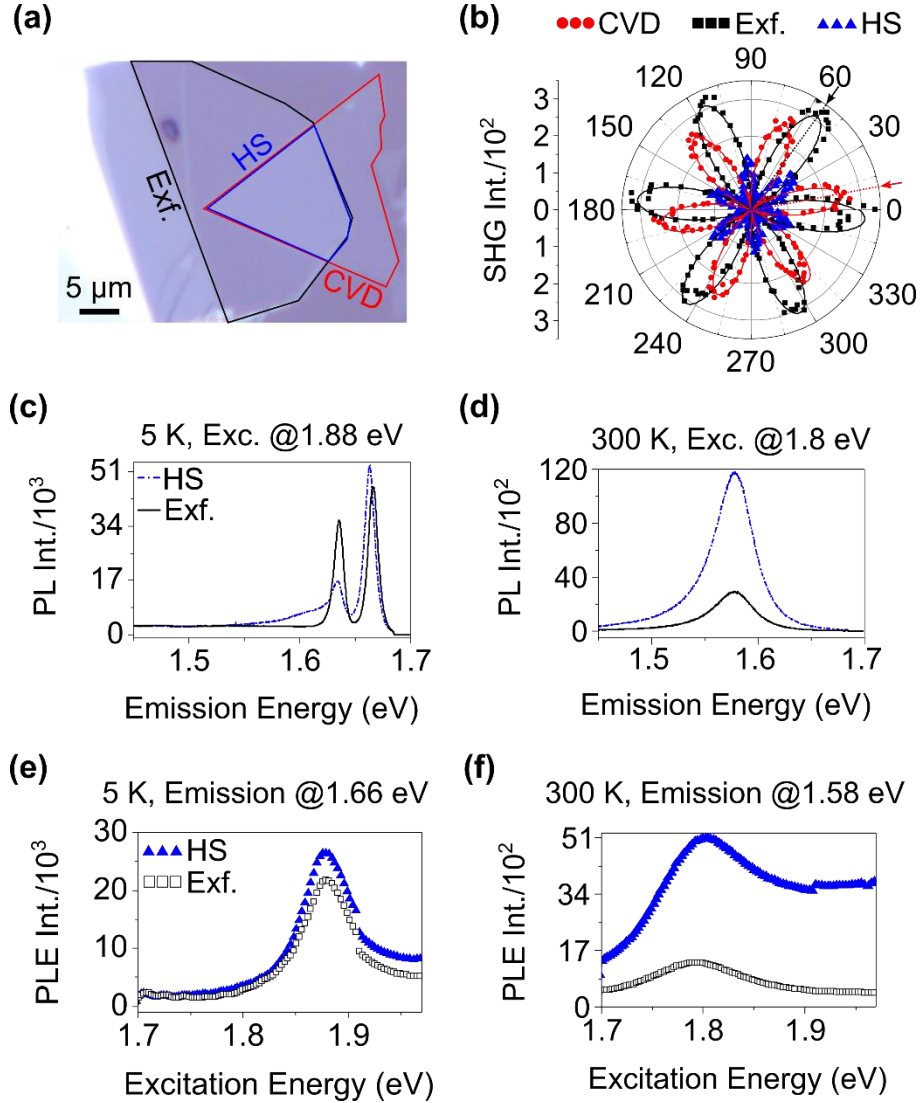 (a)
Exf.
HS
CVD
5 μm
(b)
CVD Exf. HS
SHG Int./10²
3
2
1
0
1
2
3
90
120 60
150 30
180 0
210 330
240 300
270
(c)
5 K, Exc. @1.88 eV
PL Int./10³
51
34
17
0
HS
Exf.
1.5 1.6 1.7
Emission Energy (eV)
(d)
300 K, Exc. @1.8 eV
PL Int./10²
120
80
40
0
1.5 1.6 1.7
Emission Energy (eV)
(e)
5 K, Emission @1.66 eV
PLE Int./10³
30
20
10
0
HS
Exf.
1.7 1.8 1.9
Excitation Energy (eV)
(f)
300 K, Emission @1.58 eV
PLE Int./10²
51
34
17
0
1.7 1.8 1.9
Excitation Energy (eV)